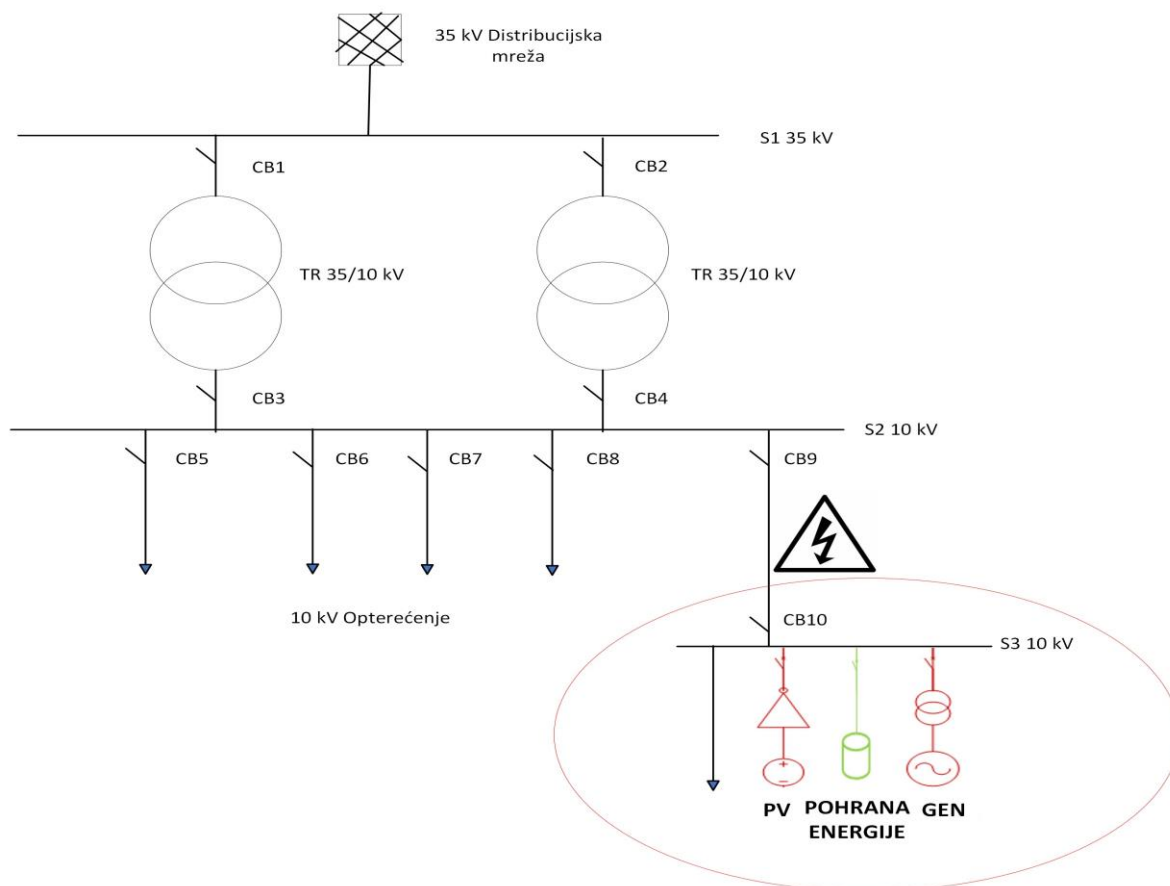 35 kV Distribucijska
mreža
S1 35 kV
CB1
CB2
TR 35/10 kV
TR 35/10 kV
CB3
CB4
S2 10 kV
CB5
CB6
CB7
CB8
CB9
10 kV Opterećenje
CB10
S3 10 kV
PV
POHRANA
ENERGIJE
GEN